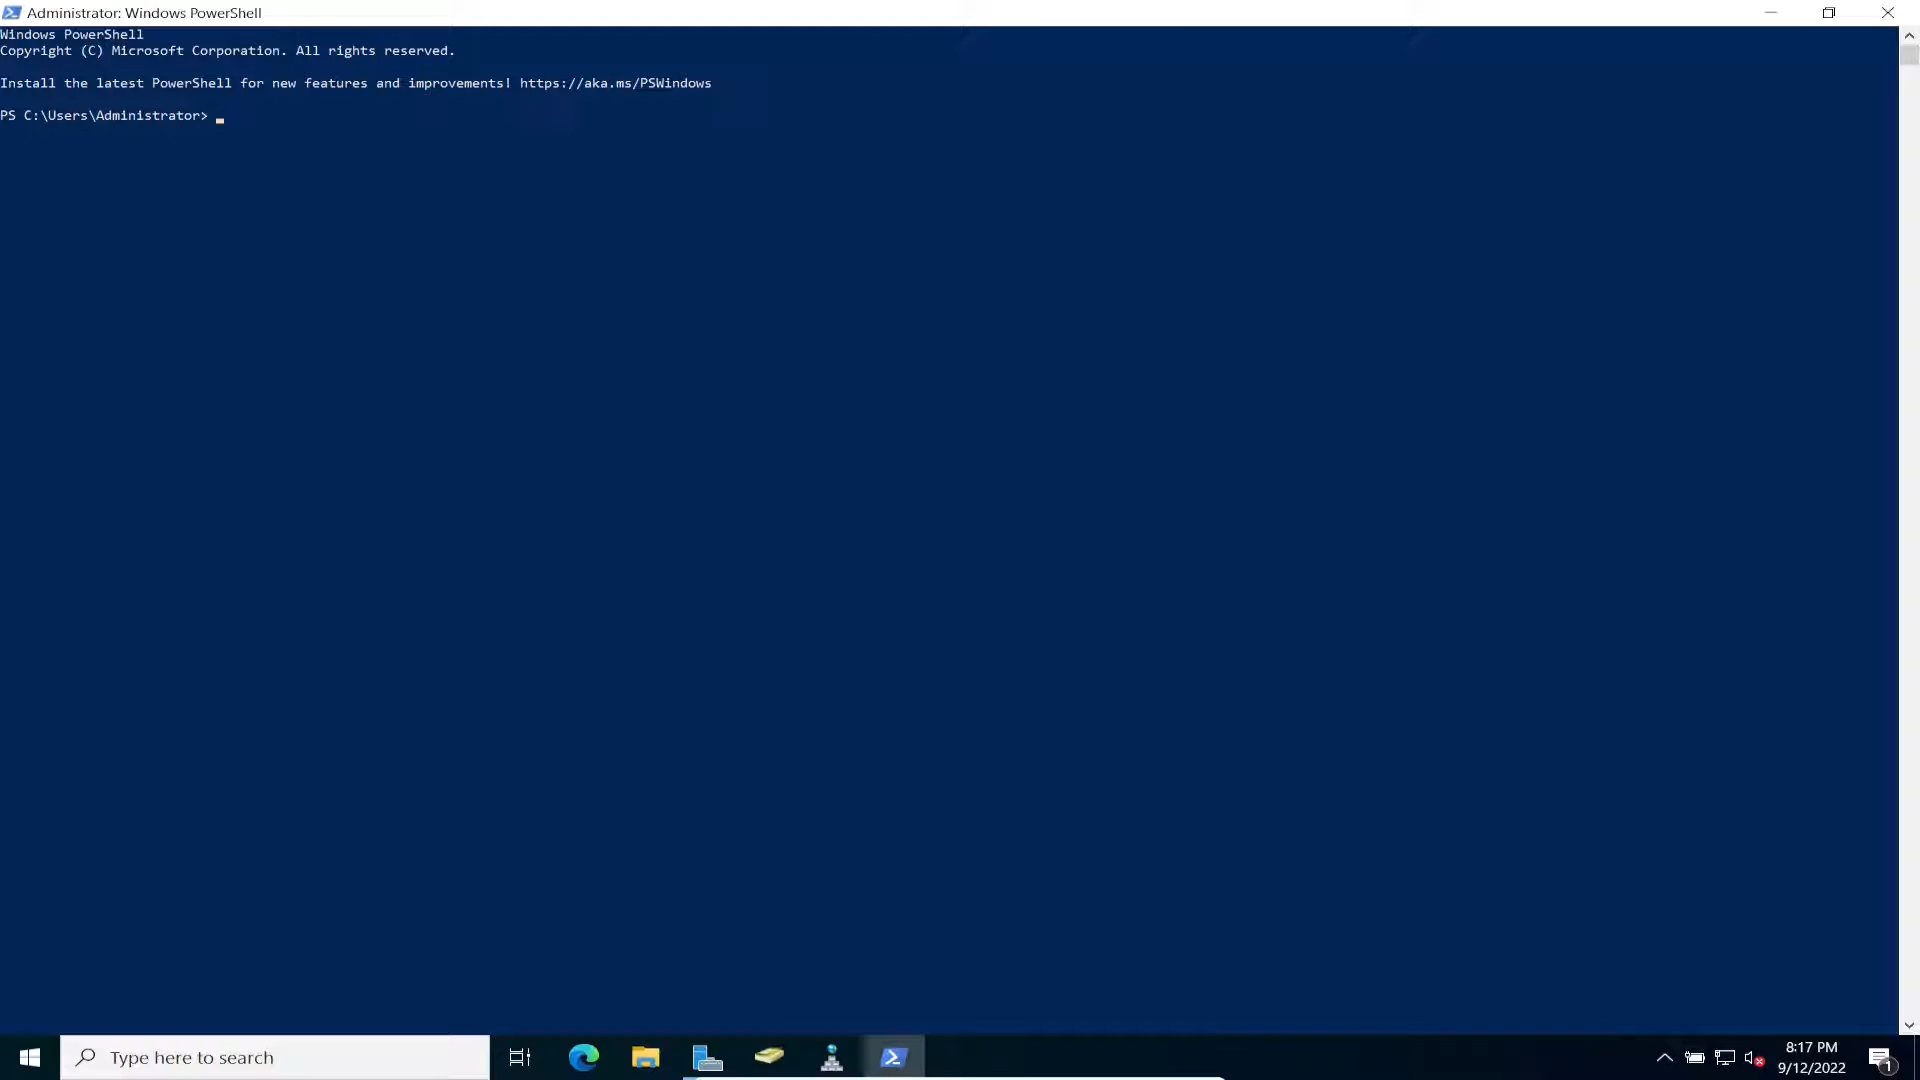 Administrator: Windows PowerShell
Windows PowerShell
Copyright (C) Microsoft Corporation. All rights reserved.
Install the latest PowerShell for new features and improvements! https://aka.ms/PSWindows
PS C:\Users\Administrator>
Type here to search
8:17 PM
9/12/2022
1